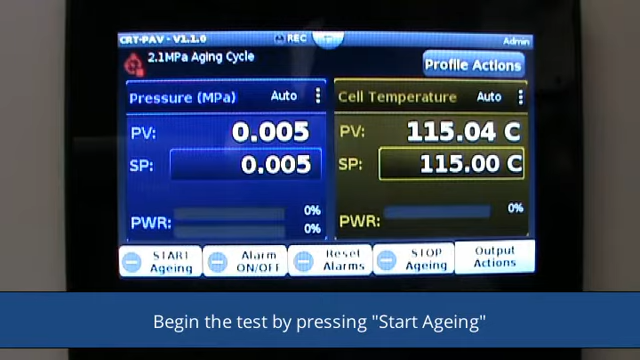 CRT-PAV - V1.1.0
REC
Admin
2.1MPa Aging Cycle
Profile Actions
Pressure (MPa)
Auto
Cell Temperature
Auto
PV:
0.005
PV:
115.04 C
SP:
0.005
SP:
115.00 C
PWR:
0%
0%
PWR:
0%
START
Ageing
Alarm
ON/OFF
Reset
Alarms
STOP
Ageing
Output
Actions
Begin the test by pressing "Start Ageing"